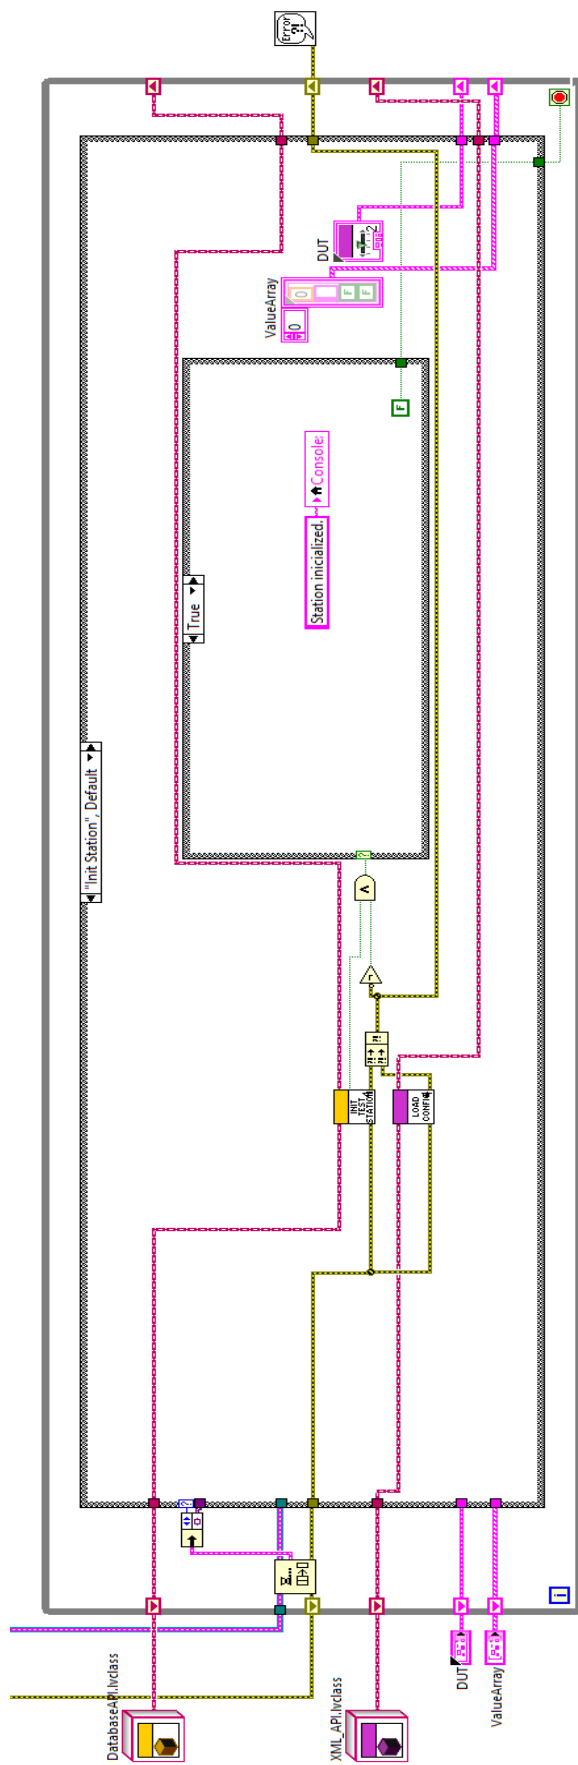 "Init Station", Default
True
Error
?!
DatabaseAPI.lvclass
INIT
TEST
STATION
Station inicialized.
Console:
ValueArray
0
0
F
F
DUT
2
F
XML_API.lvclass
LOAD
CONFIG
DUT
ValueArray
i